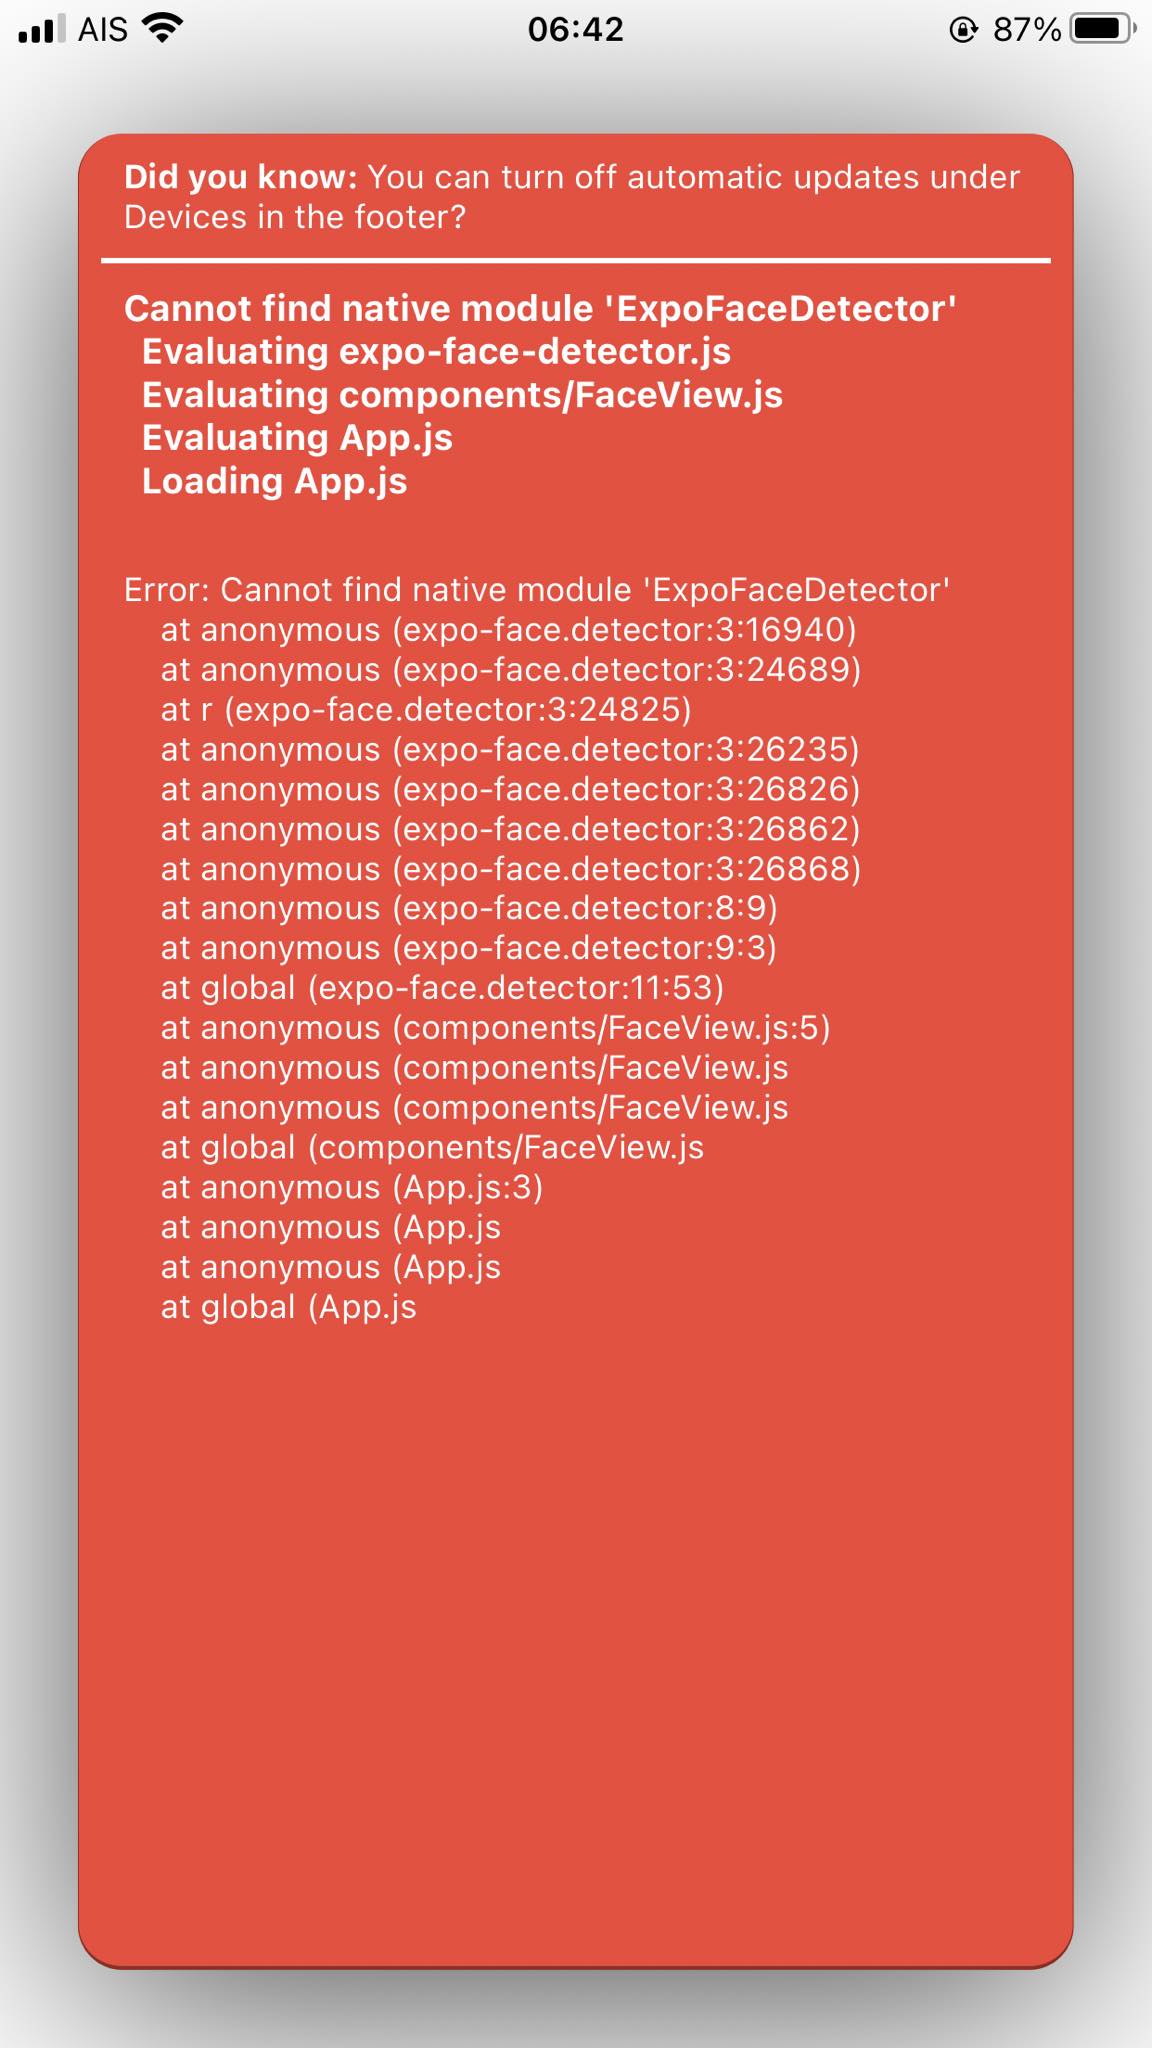 AIS 06:42 87%
Did you know: You can turn off automatic updates under
Devices in the footer?
Cannot find native module 'ExpoFaceDetector'
Evaluating expo-face-detector.js
Evaluating components/FaceView.js
Evaluating App.js
Loading App.js
Error: Cannot find native module 'ExpoFaceDetector'
at anonymous (expo-face.detector:3:16940)
at anonymous (expo-face.detector:3:24689)
at r (expo-face.detector:3:24825)
at anonymous (expo-face.detector:3:26235)
at anonymous (expo-face.detector:3:26826)
at anonymous (expo-face.detector:3:26862)
at anonymous (expo-face.detector:3:26868)
at anonymous (expo-face.detector:8:9)
at anonymous (expo-face.detector:9:3)
at global (expo-face.detector:11:53)
at anonymous (components/FaceView.js:5)
at anonymous (components/FaceView.js
at anonymous (components/FaceView.js
at global (components/FaceView.js
at anonymous (App.js:3)
at anonymous (App.js
at anonymous (App.js
at global (App.js